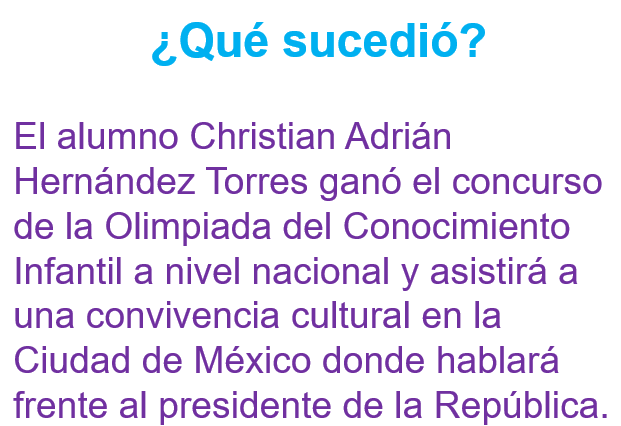 ¿Qué sucedió?
El alumno Christian Adrián
Hernández Torres ganó el concurso
de la Olimpiada del Conocimiento
Infantil a nivel nacional y asistirá a
una convivencia cultural en la
Ciudad de México donde hablará
frente al presidente de la República.